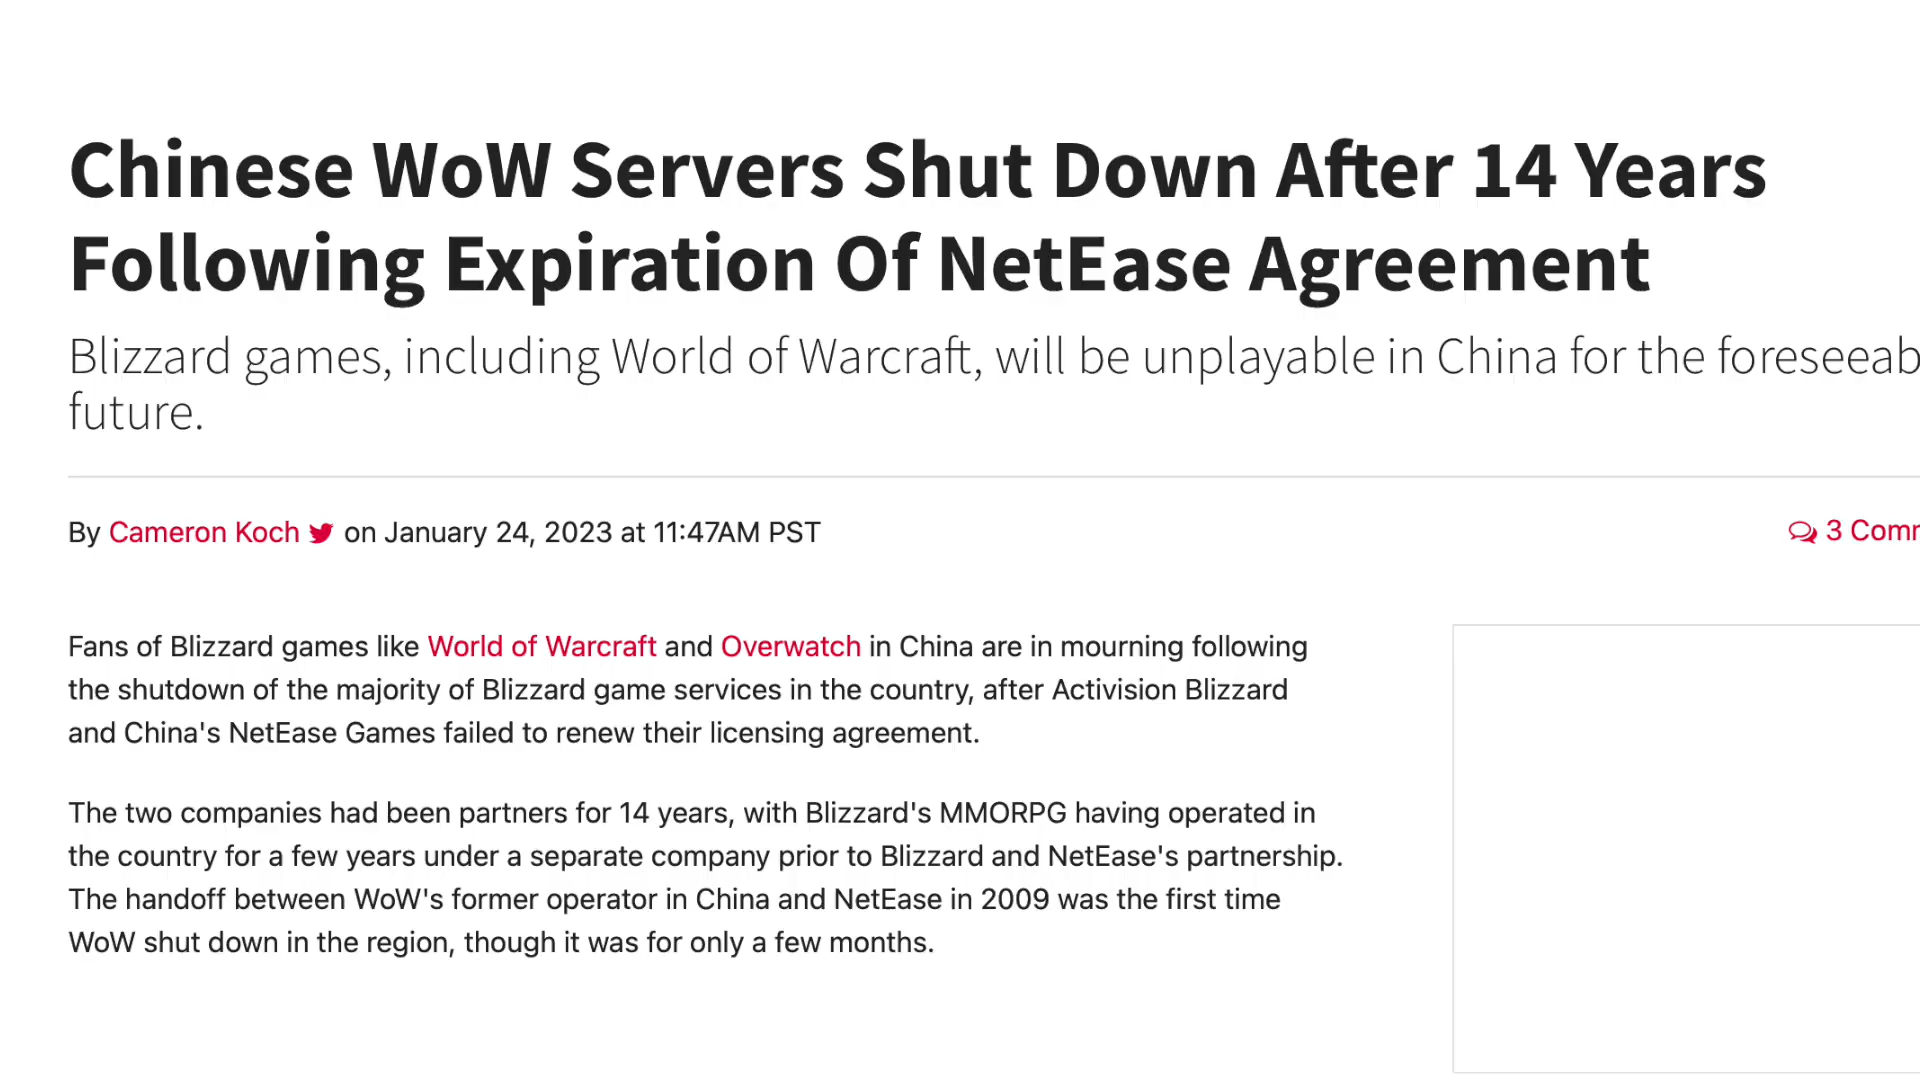 Chinese WoW Servers Shut Down After 14 Years
Following Expiration Of NetEase Agreement
Blizzard games, including World of Warcraft, will be unplayable in China for the foreseeab
future.
By Cameron Koch on January 24, 2023 at 11:47AM PST
3 Comm
Fans of Blizzard games like World of Warcraft and Overwatch in China are in mourning following
the shutdown of the majority of Blizzard game services in the country, after Activision Blizzard
and China's NetEase Games failed to renew their licensing agreement.
The two companies had been partners for 14 years, with Blizzard's MMORPG having operated in
the country for a few years under a separate company prior to Blizzard and NetEase's partnership.
The handoff between WoW's former operator in China and NetEase in 2009 was the first time
WoW shut down in the region, though it was for only a few months.